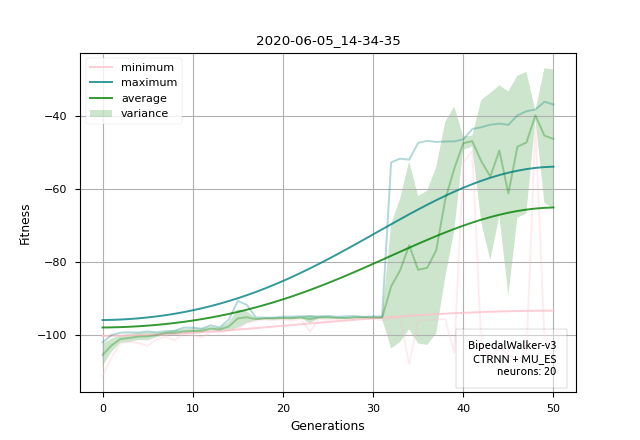 2020-06-05_14-34-35
minimum
maximum
average
variance
−40
−60
−80
−100
Fitness
BipedalWalker-v3
CTRNN + MU_ES
neurons: 20
0 10 20 30 40 50
Generations